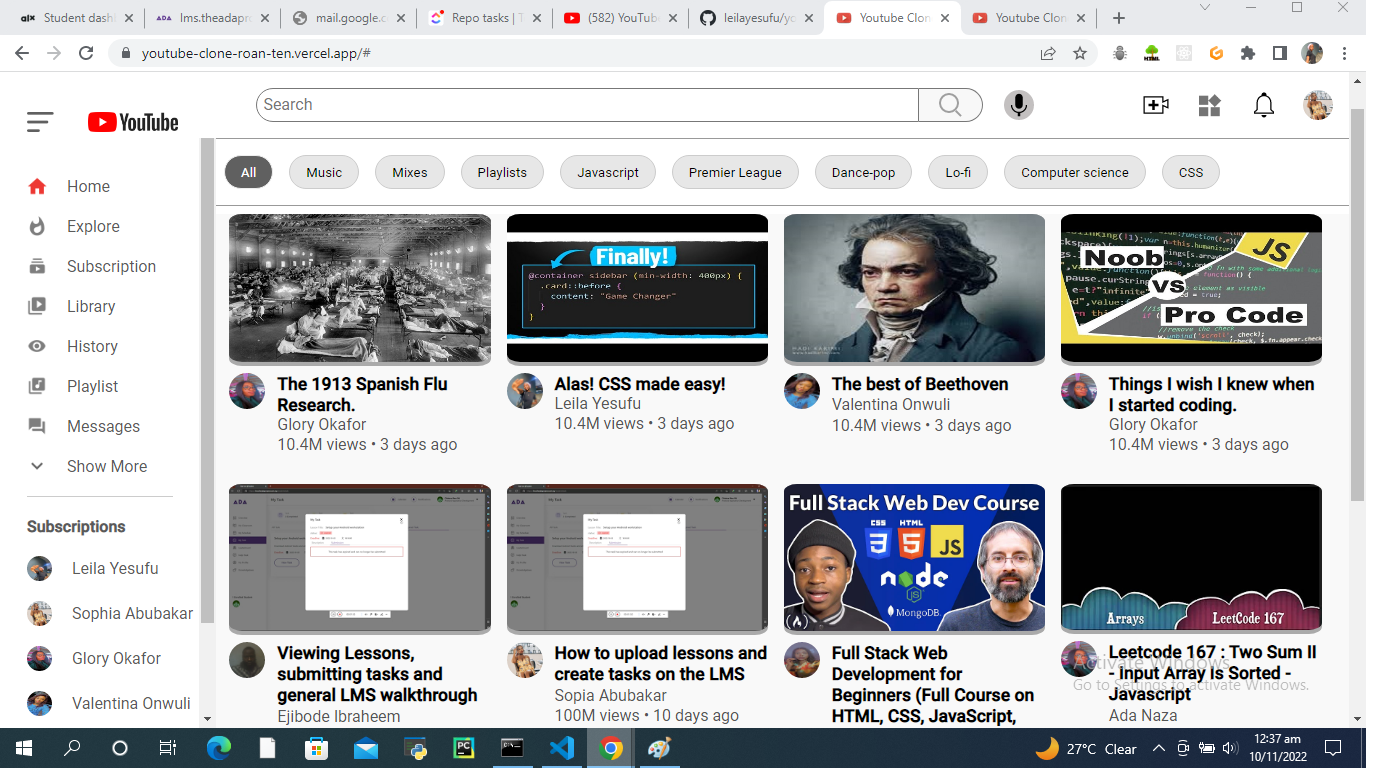 Student dash
lms.theadapro
mail.google.c
Repo tasks | T
(582) YouTube
leilayesufu/yo
Youtube Clon
Youtube Clon
youtube-clone-roan-ten.vercel.app/#
YouTube
Search
All
Music
Mixes
Playlists
Javascript
Premier League
Dance-pop
Lo-fi
Computer science
CSS
Home
Explore
Subscription
Library
History
Playlist
Messages
Show More
Subscriptions
Leila Yesufu
Sophia Abubakar
Glory Okafor
Valentina Onwuli
The 1913 Spanish Flu
Research.
Glory Okafor
10.4M views • 3 days ago
Finally!
@container sidebar (min-width: 400px) {
.card::before {
content: "Game Changer"
}
}
Alas! CSS made easy!
Leila Yesufu
10.4M views • 3 days ago
The best of Beethoven
Valentina Onwuli
10.4M views • 3 days ago
Noob
vs
Pro Code
JS
Things I wish I knew when
I started coding.
Glory Okafor
10.4M views • 3 days ago
ADA
My Task
Viewing Lessons,
submitting tasks and
general LMS walkthrough
Ejibode Ibraheem
ADA
My Task
How to upload lessons and
create tasks on the LMS
Sopia Abubakar
100M views • 10 days ago
Full Stack Web Dev Course
CSS HTML
JS
node
JS
MongoDB
Full Stack Web
Development for
Beginners (Full Course on
HTML, CSS, JavaScript,
Arrays
LeetCode 167
Leetcode 167 : Two Sum II
- Input Array is Sorted -
Javascript
Ada Naza
Activate Windows
Go to Settings to activate Windows.
27°C Clear
12:37 am
10/11/2022